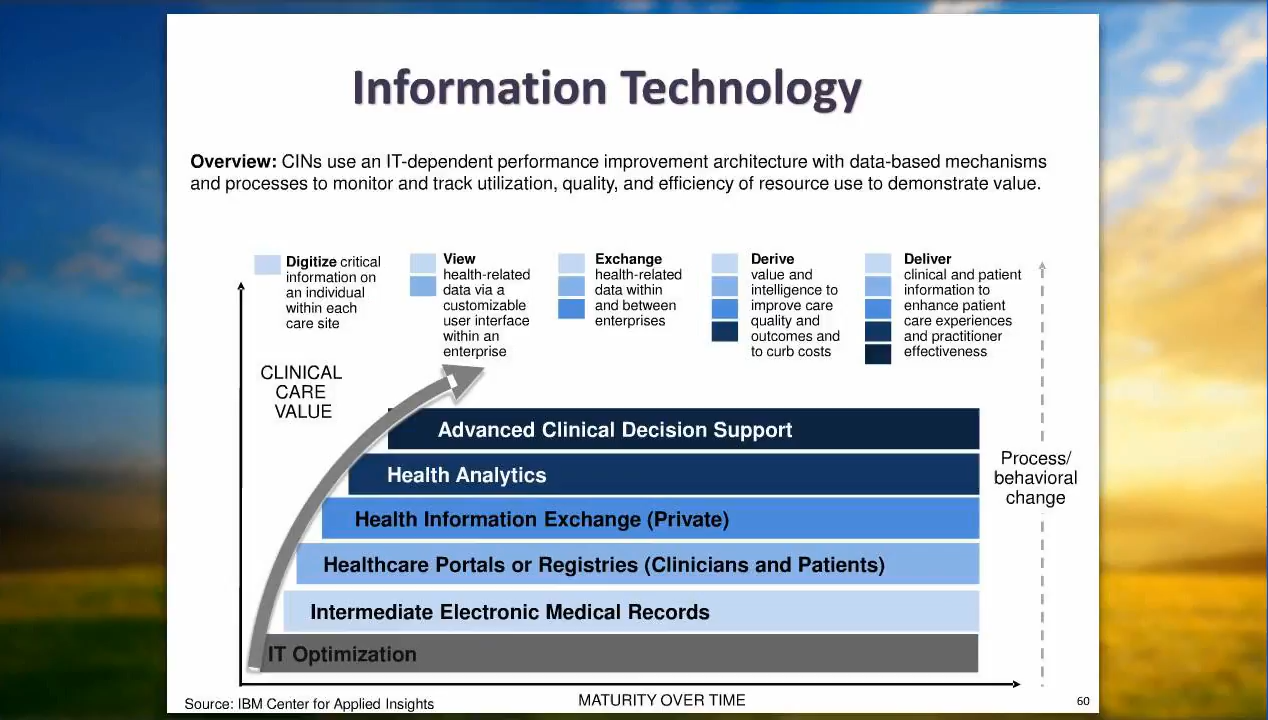 Information Technology
Overview: CINs use an IT-dependent performance improvement architecture with data-based mechanisms
and processes to monitor and track utilization, quality, and efficiency of resource use to demonstrate value.
Digitize critical
information on
an individual
within each
care site
View
health-related
data via a
customizable
user interface
within an
enterprise
Exchange
health-related
data within
and between
enterprises
Derive
value and
intelligence to
improve care
quality and
outcomes and
to curb costs
Deliver
clinical and patient
information to
enhance patient
care experiences
and practitioner
effectiveness
CLINICAL
CARE
VALUE
Advanced Clinical Decision Support
Health Analytics
Health Information Exchange (Private)
Healthcare Portals or Registries (Clinicians and Patients)
Intermediate Electronic Medical Records
IT Optimization
Process/
behavioral
change
MATURITY OVER TIME
Source: IBM Center for Applied Insights
60